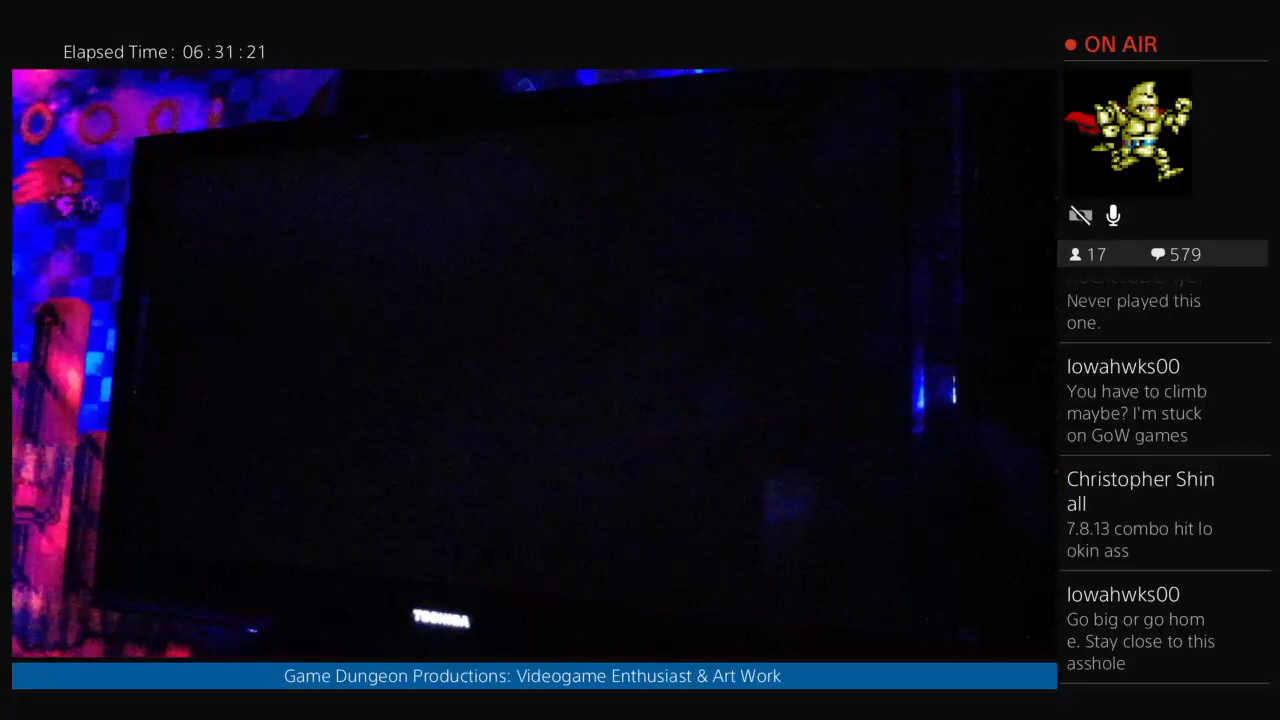 Elapsed Time: 06:31:21
ON AIR
17 579
Never played this
one.
Iowahwks00
You have to climb
maybe? I'm stuck
on GoW games
Christopher Shin
all
7.8.13 combo hit lo
okin ass
Iowahwks00
Go big or go hom
e. Stay close to this
asshole
TOSHIBA
Game Dungeon Productions: Videogame Enthusiast & Art Work